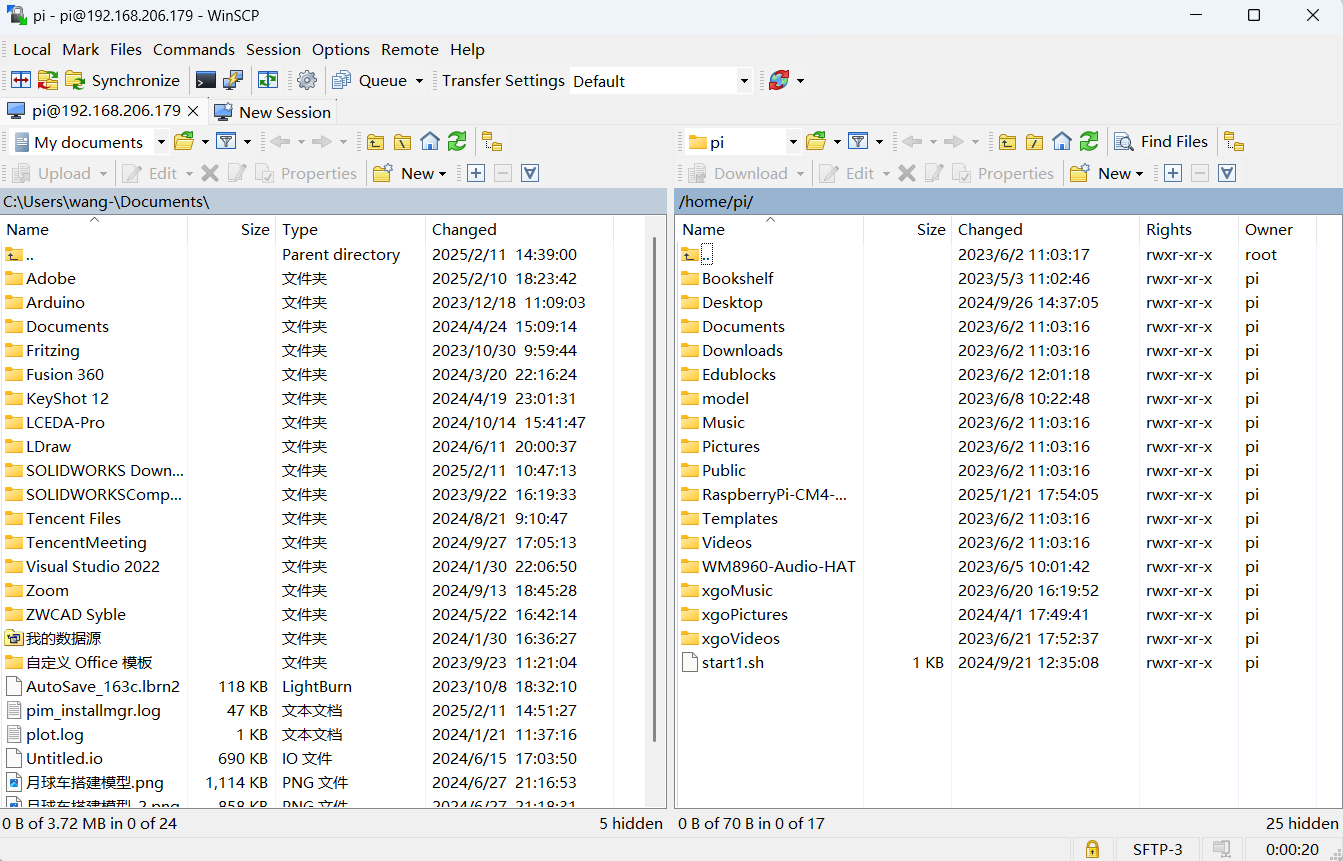 pi - pi@192.168.206.179 - WinSCP
Local Mark Files Commands Session Options Remote Help
Synchronize Queue Transfer Settings Default
pi@192.168.206.179 New Session
My documents
Upload Edit Properties New
C:\Users\wang-\Documents\
Name Size Type Changed
.. Parent directory 2025/2/11 14:39:00
Adobe 文件夹 2025/2/10 18:23:42
Arduino 文件夹 2023/12/18 11:09:03
Documents 文件夹 2024/4/24 15:09:14
Fritzing 文件夹 2023/10/30 9:59:44
Fusion 360 文件夹 2024/3/20 22:16:24
KeyShot 12 文件夹 2024/4/19 23:01:31
LCEDA-Pro 文件夹 2024/10/14 15:41:47
LDraw 文件夹 2024/6/11 20:00:37
SOLIDWORKS Down... 文件夹 2025/2/11 10:47:13
SOLIDWORKSComp... 文件夹 2023/9/22 16:19:33
Tencent Files 文件夹 2024/8/21 9:10:47
TencentMeeting 文件夹 2024/9/27 17:05:13
Visual Studio 2022 文件夹 2024/1/30 22:06:50
Zoom 文件夹 2024/9/13 18:45:28
ZWCAD Syble 文件夹 2024/5/22 16:42:14
我的数据源 文件夹 2024/1/30 16:36:27
自定义 Office 模板 文件夹 2023/9/23 11:21:04
AutoSave_163c.lbrn2 118 KB LightBurn 2023/10/8 18:32:10
pim_installmgr.log 47 KB 文本文档 2025/2/11 14:51:27
plot.log 1 KB 文本文档 2024/1/21 11:37:16
Untitled.io 690 KB IO 文件 2024/6/15 17:03:50
月球车搭建模型.png 1,114 KB PNG 文件 2024/6/27 21:16:53
月球车搭建模型_2.png 858 KB PNG 文件 2024/6/27 21:18:31
0 B of 3.72 MB in 0 of 24 5 hidden
pi Find Files
Download Edit Properties New
/home/pi/
Name Size Changed Rights Owner
.. 2023/6/2 11:03:17 rwxr-xr-x root
Bookshelf 2023/5/3 11:02:46 rwxr-xr-x pi
Desktop 2024/9/26 14:37:05 rwxr-xr-x pi
Documents 2023/6/2 11:03:16 rwxr-xr-x pi
Downloads 2023/6/2 11:03:16 rwxr-xr-x pi
Edublocks 2023/6/2 12:01:18 rwxr-xr-x pi
model 2023/6/8 10:22:48 rwxr-xr-x pi
Music 2023/6/2 11:03:16 rwxr-xr-x pi
Pictures 2023/6/2 11:03:16 rwxr-xr-x pi
Public 2023/6/2 11:03:16 rwxr-xr-x pi
RaspberryPi-CM4-... 2025/1/21 17:54:05 rwxr-xr-x pi
Templates 2023/6/2 11:03:16 rwxr-xr-x pi
Videos 2023/6/2 11:03:16 rwxr-xr-x pi
WM8960-Audio-HAT 2023/6/5 10:01:42 rwxr-xr-x pi
xgoMusic 2023/6/20 16:19:52 rwxr-xr-x pi
xgoPictures 2024/4/1 17:49:41 rwxr-xr-x pi
xgoVideos 2023/6/21 17:52:37 rwxr-xr-x pi
start1.sh 1 KB 2024/9/21 12:35:08 rwxr-xr-x pi
0 B of 70 B in 0 of 17 25 hidden
SFTP-3 0:00:20